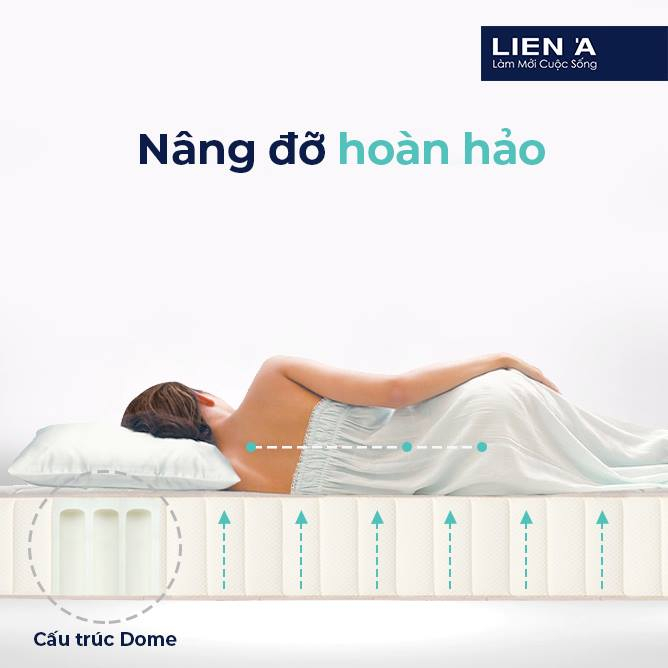 LIEN 'A
Làm Mới Cuộc Sống
Nâng đỡ hoàn hảo
Cấu trúc Dome